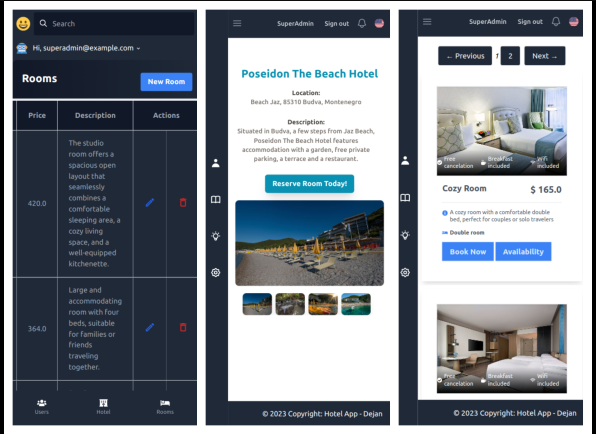 Search
Hi, superadmin@example.com
Rooms
New Room
Price
Description
Actions
420.0
The studio
room offers a
spacious open
layout that
seamlessly
combines a
comfortable
sleeping area, a
cozy living
space, and a
well-equipped
kitchenette.
364.0
Large and
accommodating
room with four
beds, suitable
for families or
friends
traveling
together.
Users
Hotel
Rooms
SuperAdmin
Sign out
Poseidon The Beach Hotel
Location:
Beach Jaz, 85310 Budva, Montenegro
Description:
Situated in Budva, a few steps from Jaz Beach,
Poseidon The Beach Hotel features
accommodation with a garden, free private
parking, a terrace and a restaurant.
Reserve Room Today!
© 2023 Copyright: Hotel App - Dejan
SuperAdmin
Sign out
← Previous
1
2
Next →
Free
cancelation
Breakfast
included
Wifi
included
Cozy Room
$ 165.0
A cozy room with a comfortable double
bed, perfect for couples or solo travelers
Double room
Book Now
Availability
Free
cancelation
Breakfast
included
Wifi
included
© 2023 Copyright: Hotel App - Dejan